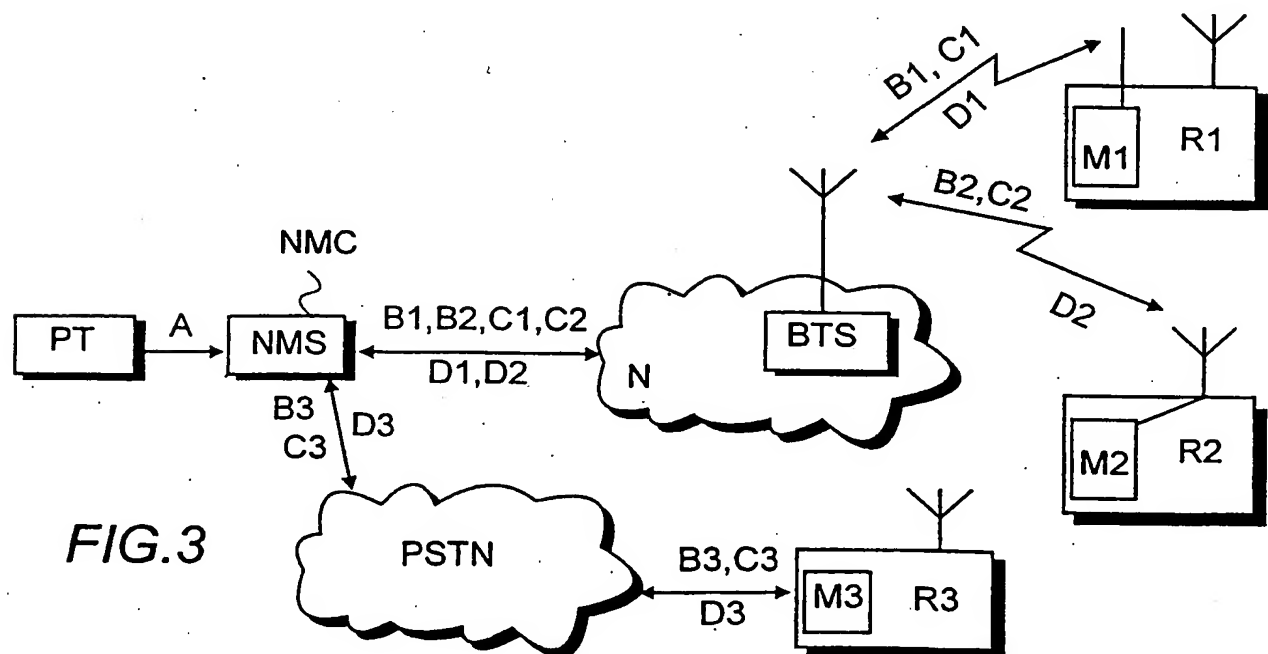 B1, C1
D1
M1
R1
B2,C2
D2
NMC
PT
A
NMS
B1,B2,C1,C2
D1,D2
N
BTS
M2
R2
B3
C3
D3
FIG.3
PSTN
B3,C3
D3
M3
R3